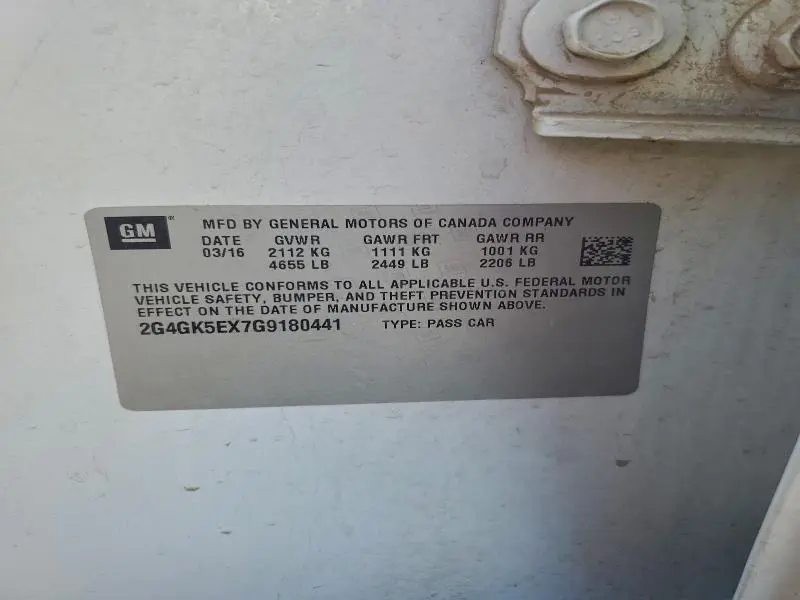 GM® MFD BY GENERAL MOTORS OF CANADA COMPANY
DATE GVWR GAWR FRT GAWR RR
03/16 2112 KG 1111 KG 1001 KG
4655 LB 2449 LB 2206 LB
THIS VEHICLE CONFORMS TO ALL APPLICABLE U.S. FEDERAL MOTOR
VEHICLE SAFETY, BUMPER, AND THEFT PREVENTION STANDARDS IN
EFFECT ON THE DATE OF MANUFACTURE SHOWN ABOVE.
2G4GK5EX7G9180441 TYPE: PASS CAR